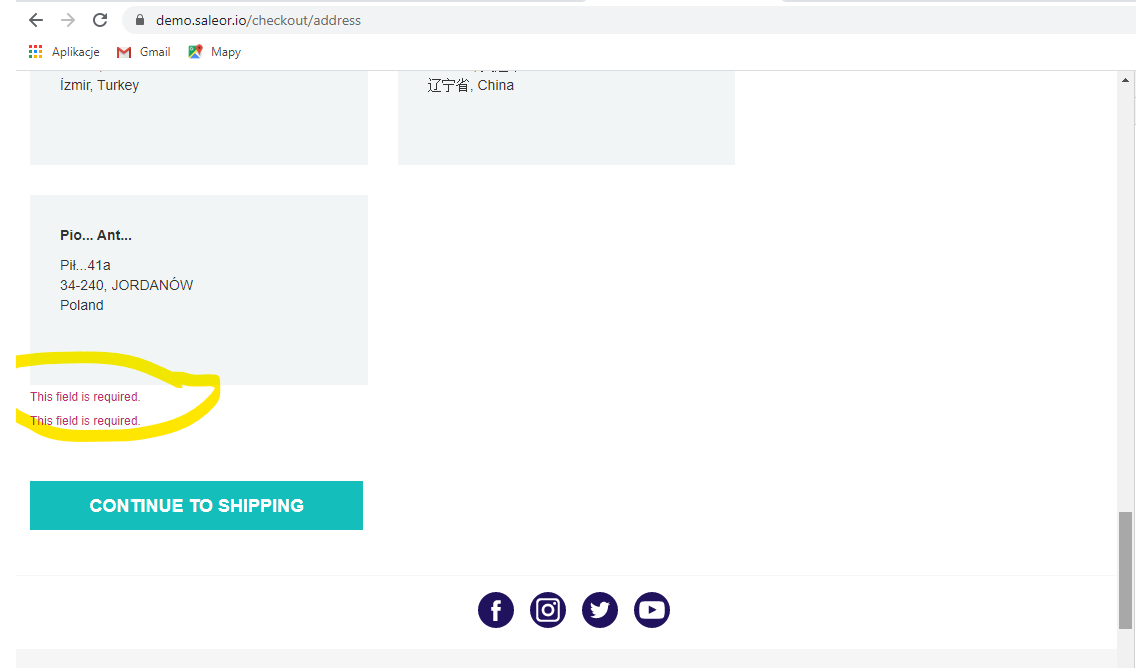 demo.saleor.io/checkout/address
Aplikacje Gmail Mapy
İzmir, Turkey
辽宁省, China
Pio... Ant...
Pił...41a
34-240, JORDANÓW
Poland
This field is required.
This field is required.
CONTINUE TO SHIPPING